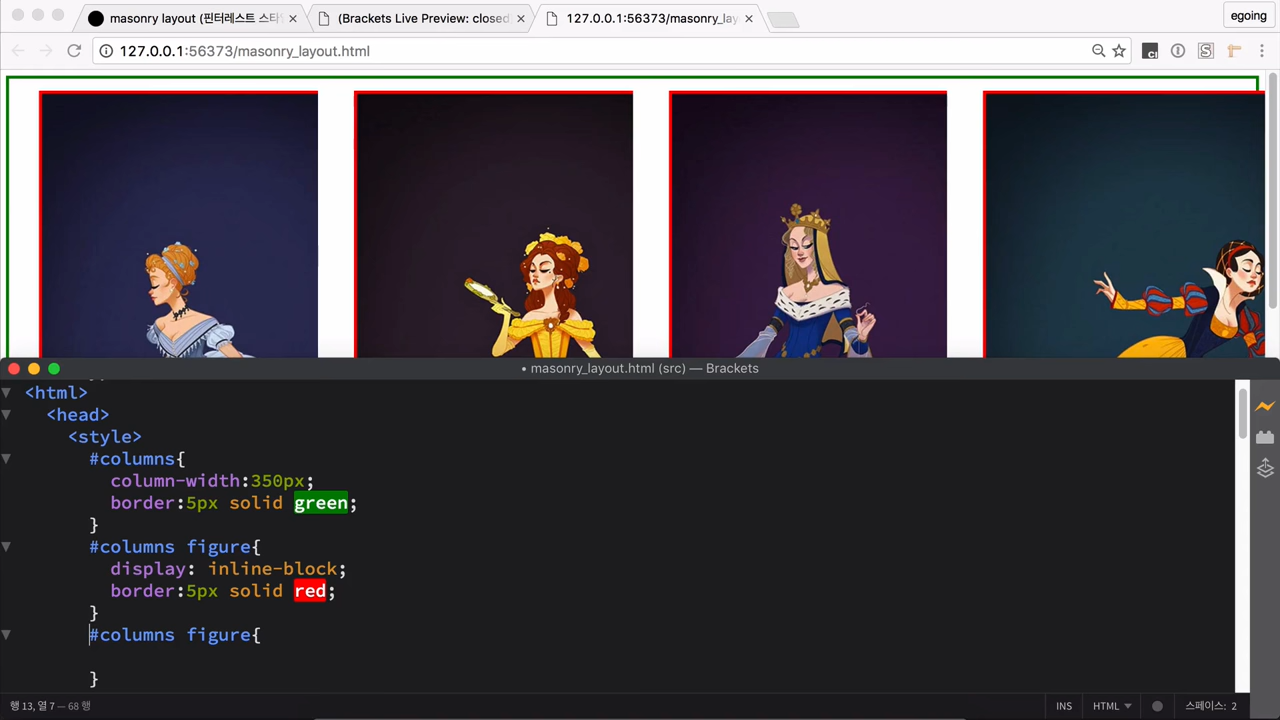 masonry layout (핀터레스트 스타일
(Brackets Live Preview: closed
127.0.0.1:56373/masonry_layo
egoing
127.0.0.1:56373/masonry_layout.html
• masonry_layout.html (src) — Brackets
<html>
<head>
<style>
#columns{
column-width:350px;
border:5px solid green;
}
#columns figure{
display: inline-block;
border:5px solid red;
}
#columns figure{
}
행 13, 열 7 — 68 행
INS
HTML
스페이스: 2